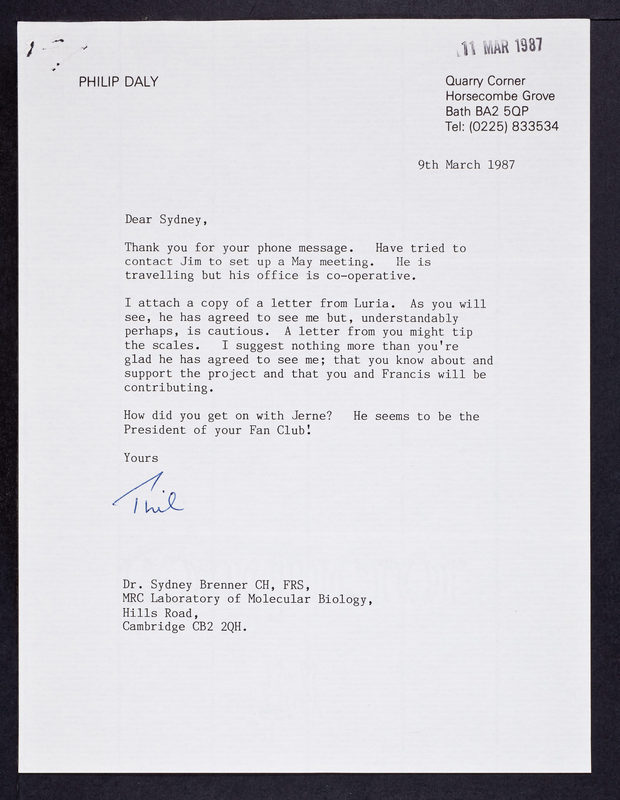 11 MAR 1987
PHILIP DALY
Quarry Corner
Horsecombe Grove
Bath BA2 5QP
Tel: (0225) 833534
9th March 1987
Dear Sydney,
Thank you for your phone message. Have tried to
contact Jim to set up a May meeting. He is
travelling but his office is co-operative.
I attach a copy of a letter from Luria. As you will
see, he has agreed to see me but, understandably
perhaps, is cautious. A letter from you might tip
the scales. I suggest nothing more than you're
glad he has agreed to see me; that you know about and
support the project and that you and Francis will be
contributing.
How did you get on with Jerne? He seems to be the
President of your Fan Club!
Yours
Phil
Dr. Sydney Brenner CH, FRS,
MRC Laboratory of Molecular Biology,
Hills Road,
Cambridge CB2 2QH.